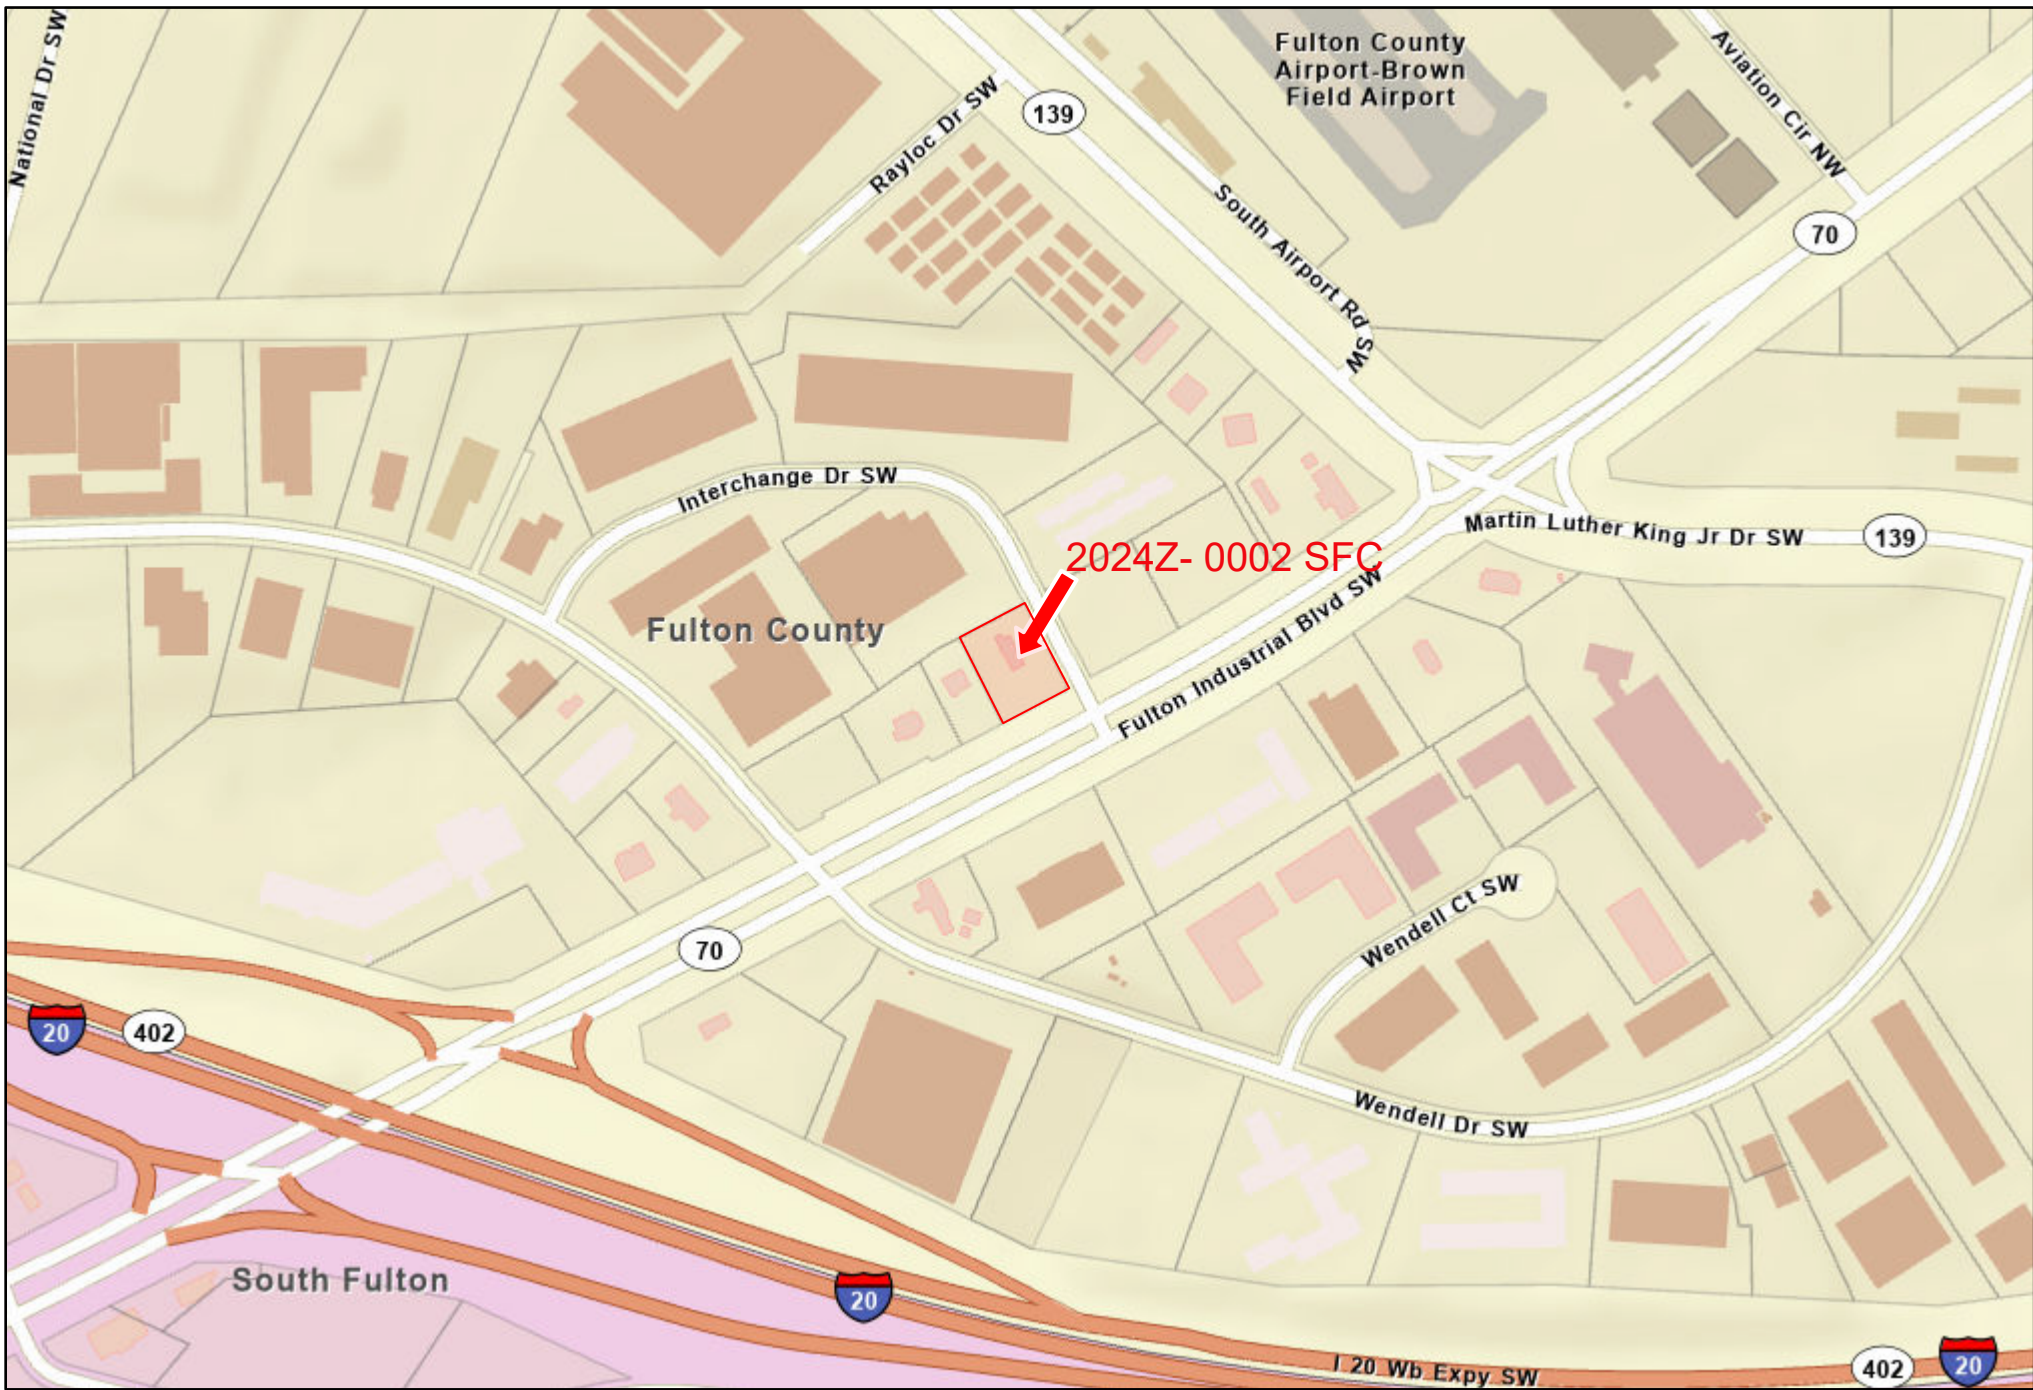 National Dr SW
Fulton County
Airport-Brown
Field Airport
Aviation Cir NW
139
Rayloc Dr SW
South Airport Rd SW
70
Interchange Dr SW
Martin Luther King Jr Dr SW
139
2024Z- 0002 SFC
Fulton County
Fulton Industrial Blvd SW
Wendell Ct SW
70
20
402
Wendell Dr SW
South Fulton
20
I 20 Wb Expy SW
402
20